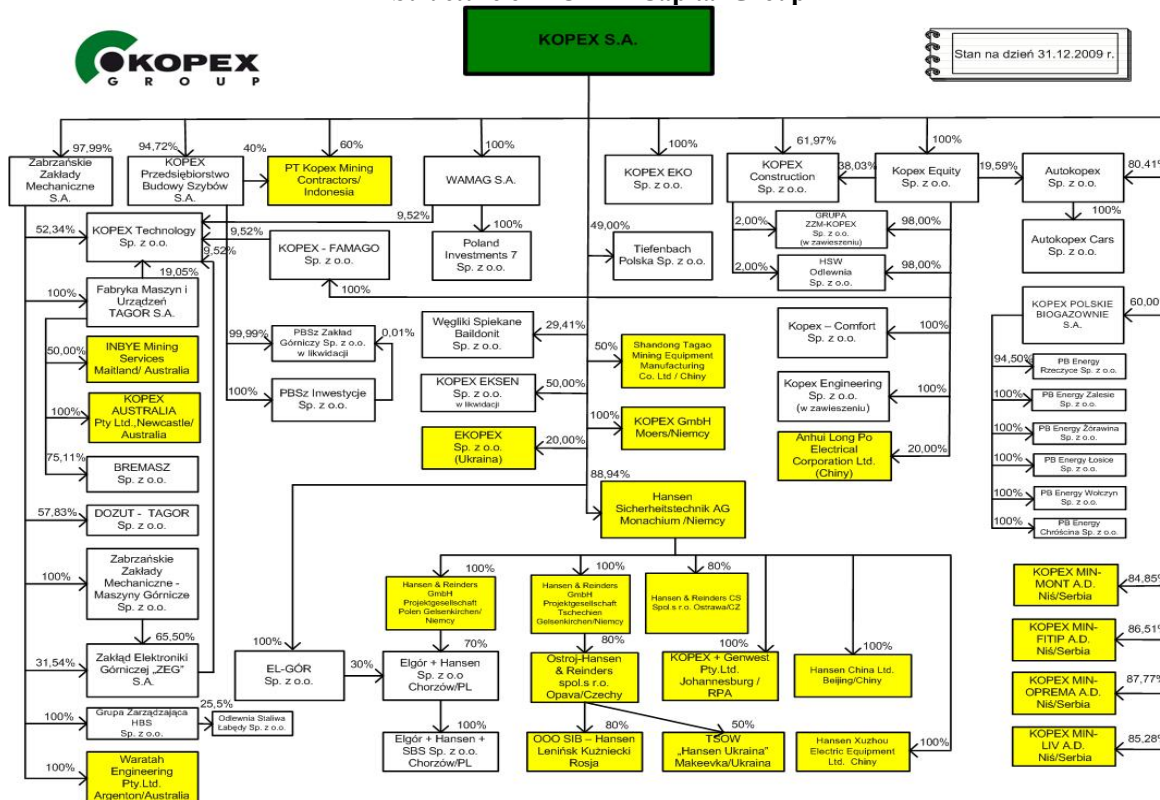 KOPEX S.A.
KOPEX
GROUP
Stan na dzień 31.12.2009 r.
97,99%
94,72%
40%
60%
100%
100%
61,97%
100%
Zabrzańskie
Zakłady
Mechaniczne
S.A.
KOPEX
Przedsiębiorstwo
Budowy Szybów
S.A.
PT Kopex Mining
Contractors/
Indonesia
WAMAG S.A.
KOPEX EKO
Sp. z o.o.
KOPEX
Construction
Sp. z o.o.
38,03%
Kopex Equity
Sp. z o.o.
19,59%
Autokopex
Sp. z o.o.
80,41%
52,34%
KOPEX Technology
Sp. z o.o.
9,52%
9,52%
9,52%
19,05%
KOPEX - FAMAGO
Sp. z o.o.
100%
100%
Poland
Investments 7
Sp. z o.o.
49,00%
Tiefenbach
Polska Sp. z o.o.
2,00%
GRUPA
ZZM-KOPEX
Sp. z o.o.
(w zawieszeniu)
98,00%
2,00%
HSW
Odlewnia
Sp. z o.o.
98,00%
100%
Autokopex Cars
Sp. z o.o.
100%
Fabryka Maszyn i
Urządzeń
TAGOR S.A.
99,99%
PBSz Zakład
Górniczy Sp. z o.o.
w likwidacji
0,01%
100%
PBSz Inwestycje
Sp. z o.o.
Węgliki Spiekane
Baildonit
Sp. z o.o.
29,41%
KOPEX EKSEN
Sp. z o.o.
w likwidacji
50,00%
EKOPEX
Sp. z o.o.
(Ukraina)
20,00%
50%
Shandong Tagao
Mining Equipment
Manufacturing
Co. Ltd / Chiny
100%
KOPEX GmbH
Moers/Niemcy
Kopex – Comfort
Sp. z o.o.
100%
Kopex Engineering
Sp. z o.o.
(w zawieszeniu)
100%
Anhui Long Po
Electrical
Corporation Ltd.
(Chiny)
20,00%
KOPEX POLSKIE
BIOGAZOWNIE
S.A.
94,50%
PB Energy
Rzeczyce Sp. z o.o.
100%
PB Energy Zalesie
Sp. z o.o.
100%
PB Energy Żórawina
Sp. z o.o.
100%
PB Energy Łosice
Sp. z o.o.
100%
PB Energy Wołczyn
Sp. z o.o.
100%
PB Energy
Chróścina Sp. z o.o.
50,00%
INBYE Mining
Services
Maitland/ Australia
100%
KOPEX
AUSTRALIA
Pty Ltd.,Newcastle/
Australia
75,11%
BREMASZ
Sp. z o.o.
57,83%
DOZUT - TAGOR
Sp. z o.o.
100%
Zabrzańskie
Zakłady
Mechaniczne -
Maszyny Górnicze
Sp. z o.o.
65,50%
31,54%
Zakłąd Elektroniki
Górniczej „ZEG”
S.A.
100%
Grupa Zarządzająca
HBS
Sp. z o.o.
25,5%
Odlewnia Staliwa
Łabędy Sp. z o.o.
100%
Waratah
Engineering
Pty.Ltd.
Argenton/Australia
88,94%
Hansen
Sicherheitstechnik AG
Monachium /Niemcy
100%
Hansen & Reinders
GmbH
Projektgesellschaft
Polen Gelsenkirchen/
Niemcy
100%
Hansen & Reinders
GmbH
Projektgesellschaft
Tschechien
Gelsenkirchen/Niemcy
80%
Hansen & Reinders CS
Spol.s r.o. Ostrawa/CZ
100%
EL-GÓR
Sp. z o.o.
30%
70%
Elgór + Hansen
Sp. z o.o
Chorzów/PL
100%
Elgór + Hansen +
SBS Sp. z o.o.
Chorzów/PL
80%
Ostroj-Hansen
& Reinders
spol.s r.o.
Opava/Czechy
80%
OOO SIB – Hansen
Lenińsk Kuźniecki
Rosja
50%
TSOW
„Hansen Ukraina”
Makeevka/Ukraina
100%
KOPEX + Genwest
Pty.Ltd.
Johannesburg /
RPA
100%
Hansen China Ltd.
Beijing/Chiny
Hansen Xuzhou
Electric Equipment
Ltd. Chiny
100%
KOPEX MIN-
MONT A.D.
Niś/Serbia
84,85%
KOPEX MIN-
FITIP A.D.
Niś/Serbia
86,51%
KOPEX MIN-
OPREMA A.D.
Niś/Serbia
87,77%
KOPEX MIN-
LIV A.D.
Niś/Serbia
85,28%